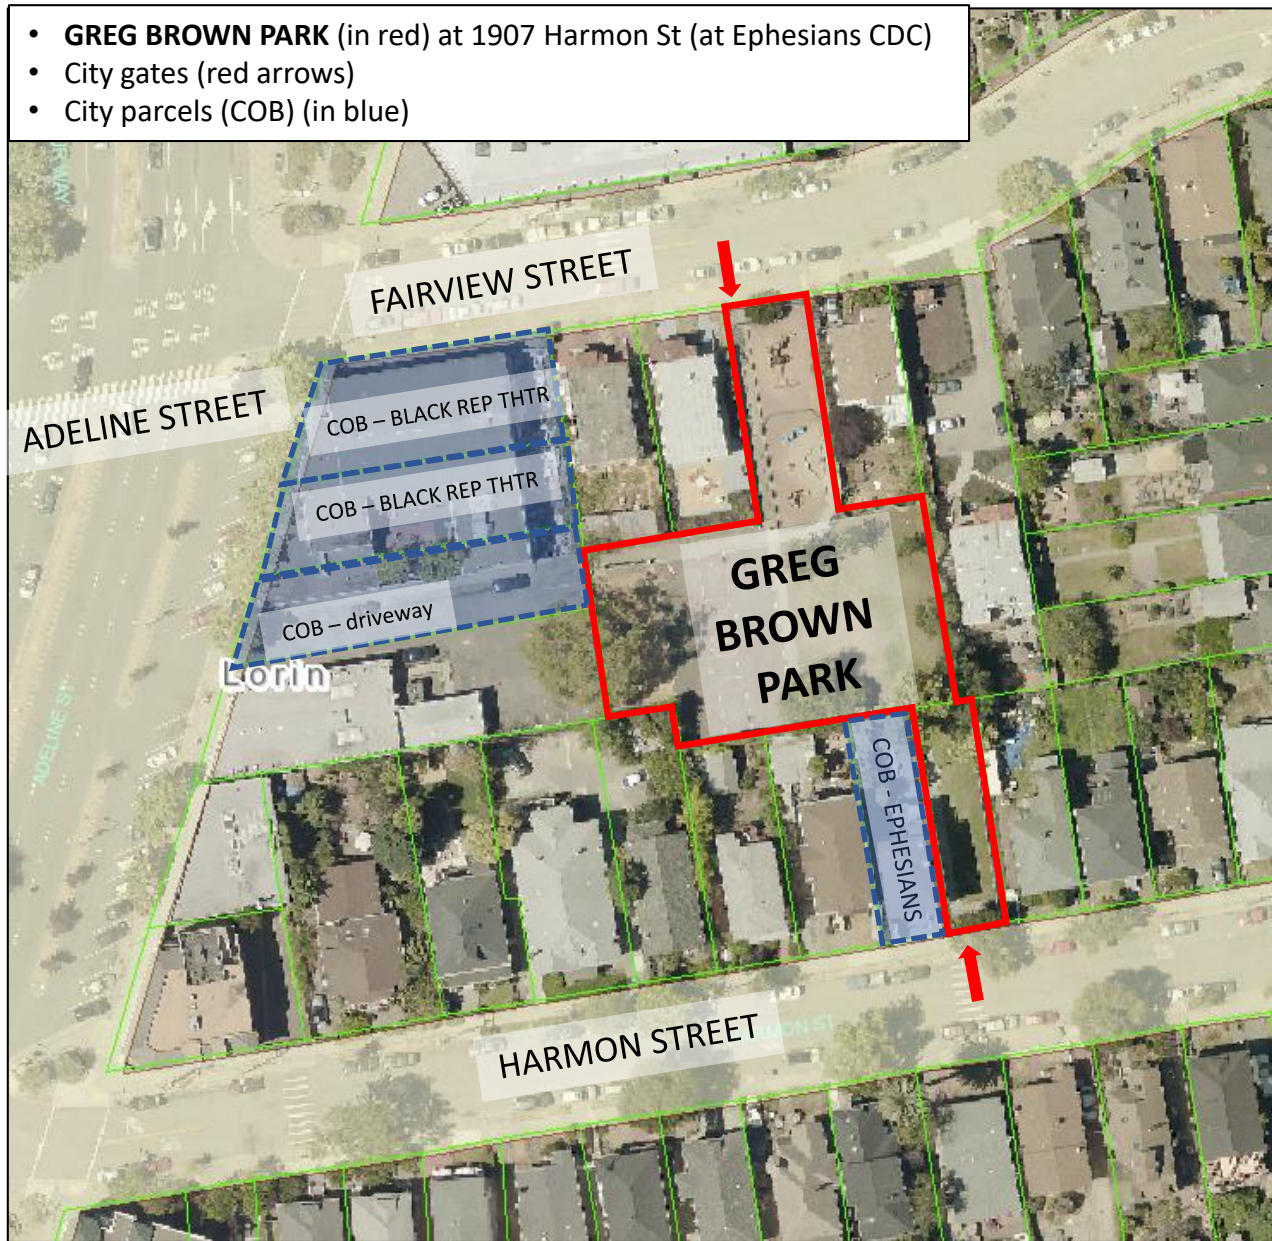 • GREG BROWN PARK (in red) at 1907 Harmon St (at Ephesians CDC)
• City gates (red arrows)
• City parcels (COB) (in blue)
FAIRVIEW STREET
ADELINE STREET
COB – BLACK REP THTR
COB – BLACK REP THTR
COB – driveway
GREG
BROWN
PARK
Lorin
ADELINE ST
COB - EPHESIANS
HARMON STREET